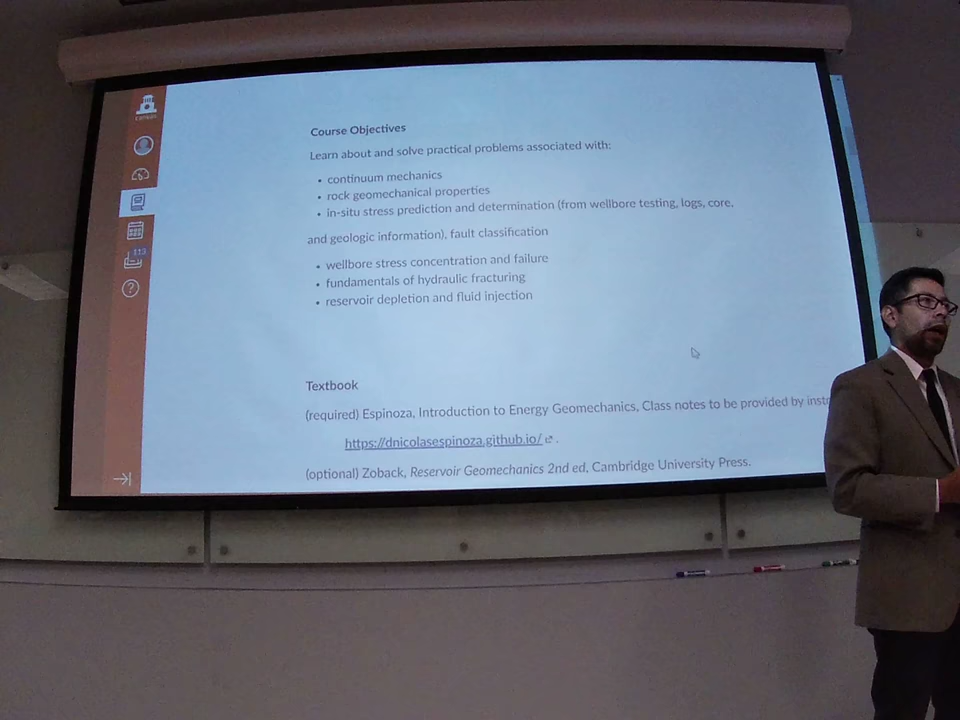 canvas
Course Objectives
Learn about and solve practical problems associated with:
• continuum mechanics
• rock geomechanical properties
• in-situ stress prediction and determination (from wellbore testing, logs, core,
and geologic information), fault classification
• wellbore stress concentration and failure
• fundamentals of hydraulic fracturing
• reservoir depletion and fluid injection
113
?
Textbook
(required) Espinoza, Introduction to Energy Geomechanics, Class notes to be provided by
https://dnicolasespinoza.github.io/ .
(optional) Zoback, Reservoir Geomechanics 2nd ed, Cambridge University Press.